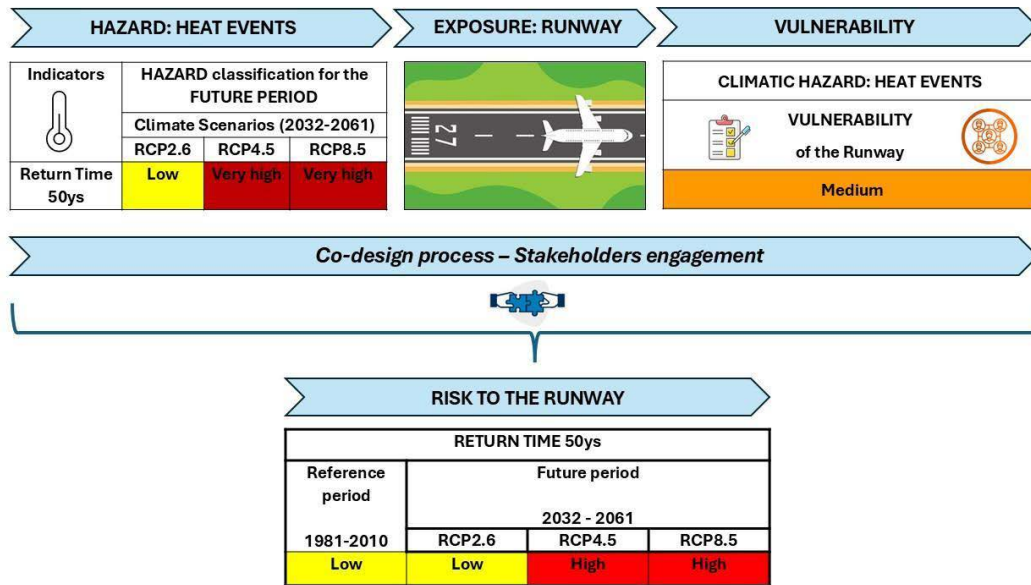 HAZARD: HEAT EVENTS
EXPOSURE: RUNWAY
VULNERABILITY
Indicators
HAZARD classification for the
FUTURE PERIOD
Climate Scenarios (2032-2061)
RCP2.6
RCP4.5
RCP8.5
Return Time
50ys
Low
Very high
Very high
27
CLIMATIC HAZARD: HEAT EVENTS
VULNERABILITY
of the Runway
Medium
Co-design process – Stakeholders engagement
RISK TO THE RUNWAY
RETURN TIME 50ys
Reference
period
1981-2010
Future period
2032 - 2061
RCP2.6
RCP4.5
RCP8.5
Low
Low
High
High